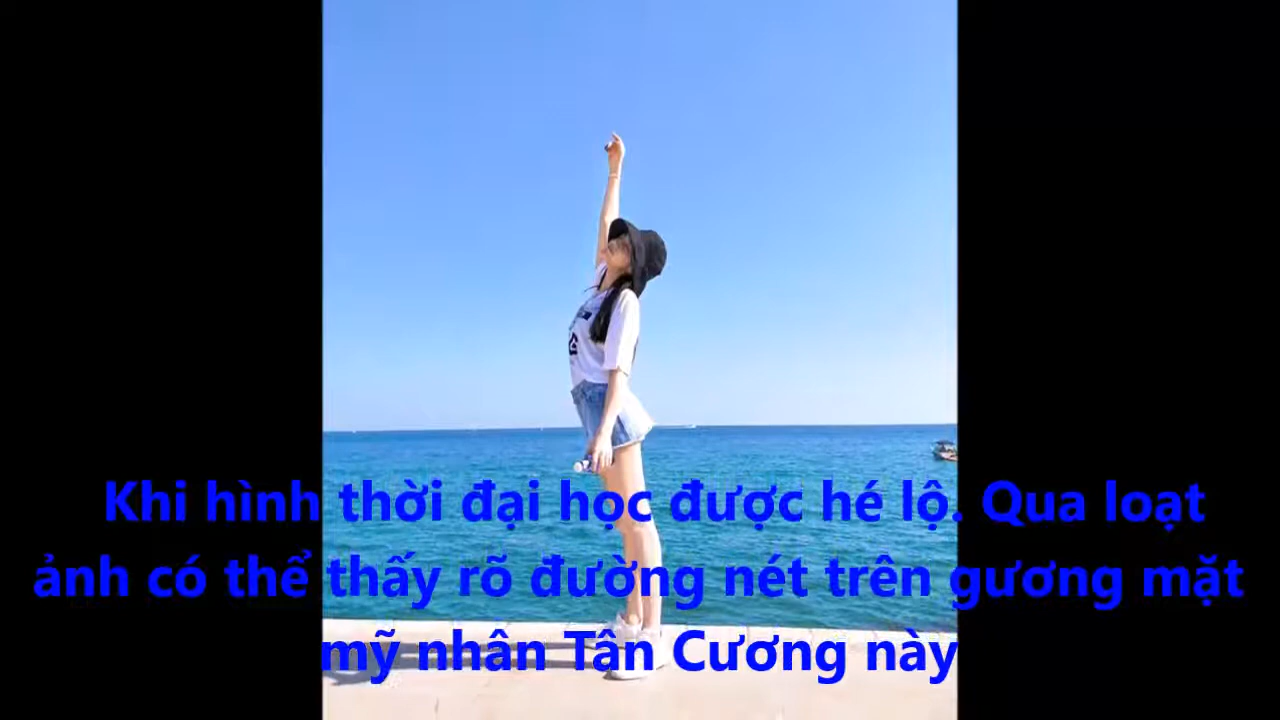 Khi hình thời đại học được hé lộ. Qua loạt
ảnh có thể thấy rõ đường nét trên gương mặt
mỹ nhân Tân Cương này